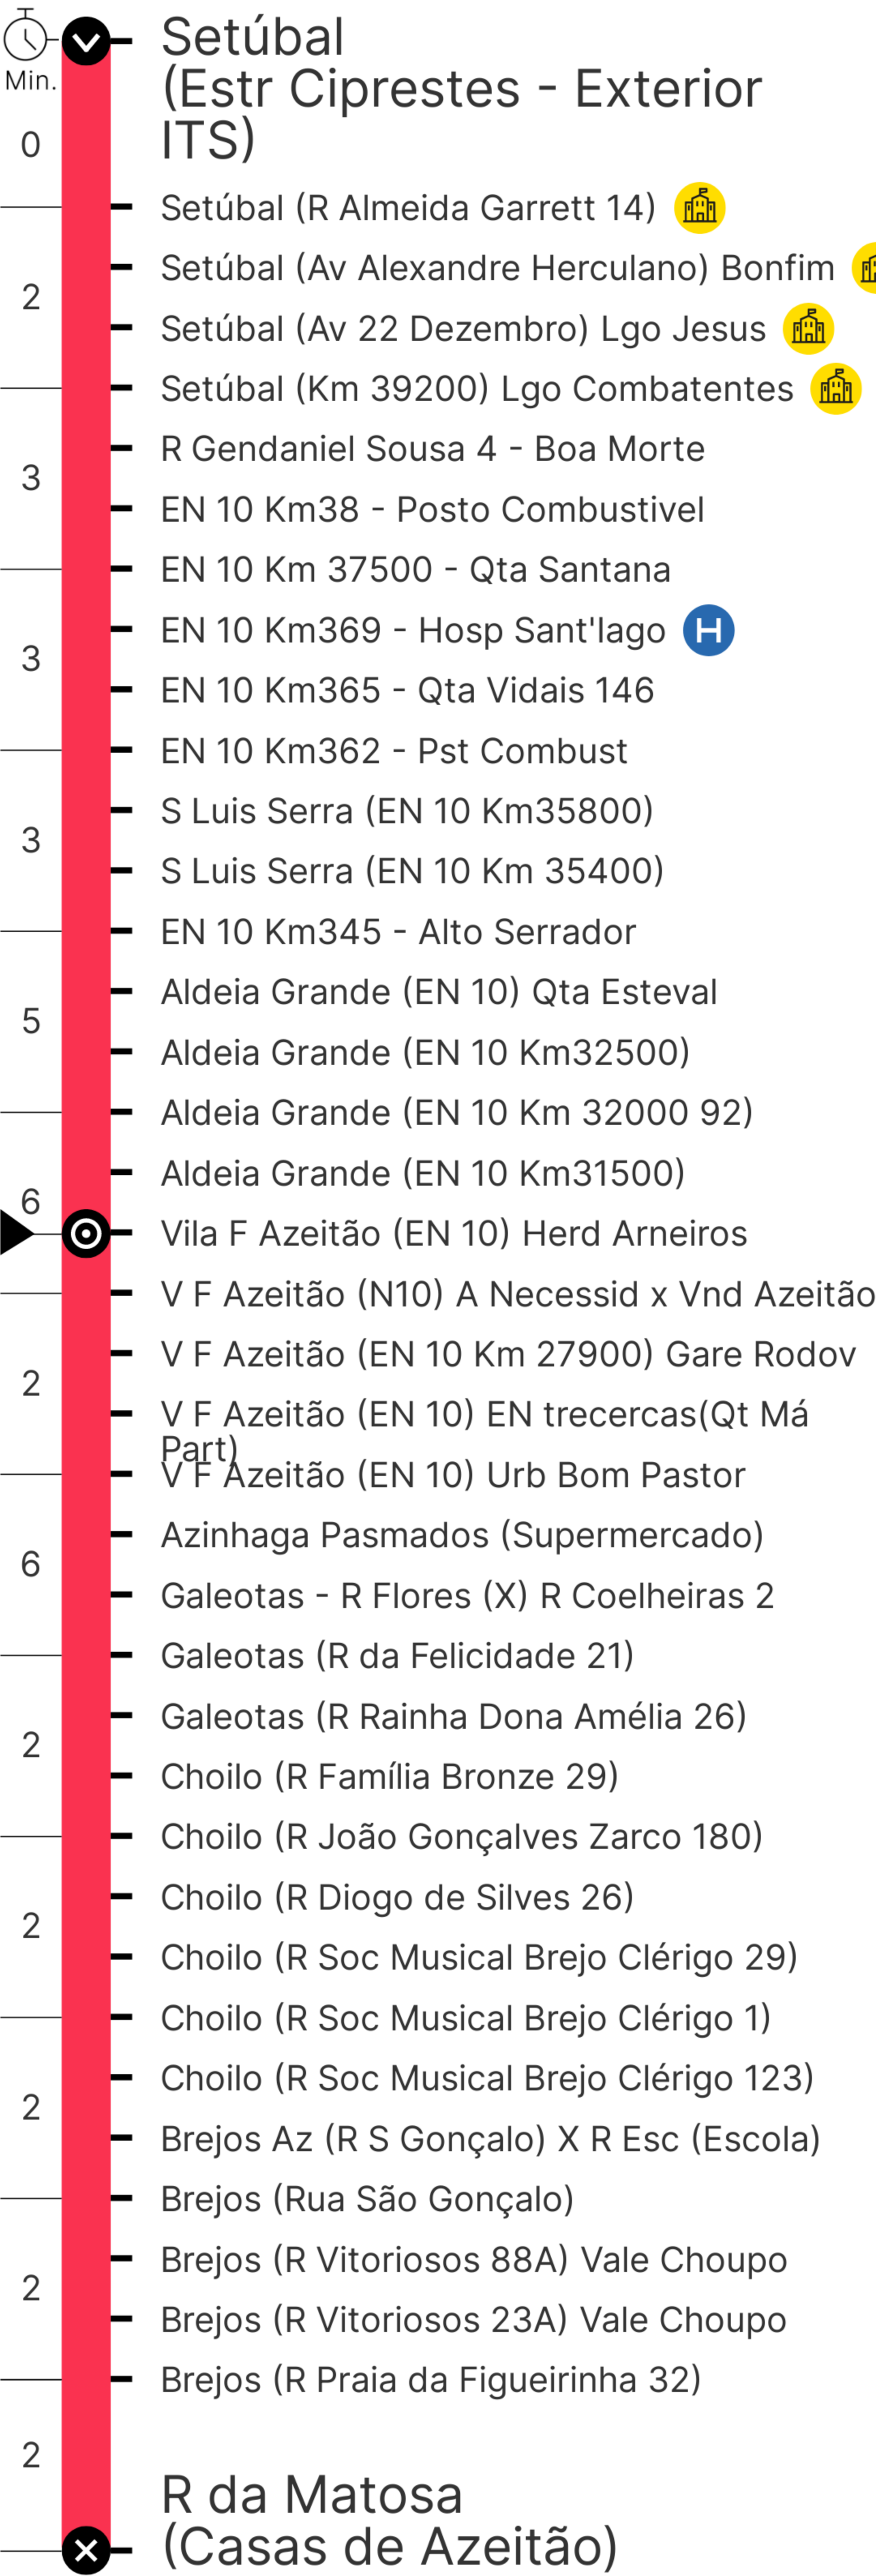 Min.
Setúbal
(Estr Ciprestes - Exterior
ITS)
0
Setúbal (R Almeida Garrett 14)
Setúbal (Av Alexandre Herculano) Bonfim
2
Setúbal (Av 22 Dezembro) Lgo Jesus
Setúbal (Km 39200) Lgo Combatentes
R Gendaniel Sousa 4 - Boa Morte
3
EN 10 Km38 - Posto Combustivel
EN 10 Km 37500 - Qta Santana
EN 10 Km369 - Hosp Sant'Iago H
3
EN 10 Km365 - Qta Vidais 146
EN 10 Km362 - Pst Combust
S Luis Serra (EN 10 Km35800)
3
S Luis Serra (EN 10 Km 35400)
EN 10 Km345 - Alto Serrador
Aldeia Grande (EN 10) Qta Esteval
5
Aldeia Grande (EN 10 Km32500)
Aldeia Grande (EN 10 Km 32000 92)
Aldeia Grande (EN 10 Km31500)
6
Vila F Azeitão (EN 10) Herd Arneiros
V F Azeitão (N10) A Necessid x Vnd Azeitão
V F Azeitão (EN 10 Km 27900) Gare Rodov
2
V F Azeitão (EN 10) EN trecercas(Qt Má
Part)
V F Azeitão (EN 10) Urb Bom Pastor
Azinhaga Pasmados (Supermercado)
6
Galeotas - R Flores (X) R Coelheiras 2
Galeotas (R da Felicidade 21)
Galeotas (R Rainha Dona Amélia 26)
2
Choilo (R Família Bronze 29)
Choilo (R João Gonçalves Zarco 180)
Choilo (R Diogo de Silves 26)
2
Choilo (R Soc Musical Brejo Clérigo 29)
Choilo (R Soc Musical Brejo Clérigo 1)
Choilo (R Soc Musical Brejo Clérigo 123)
2
Brejos Az (R S Gonçalo) X R Esc (Escola)
Brejos (Rua São Gonçalo)
Brejos (R Vitoriosos 88A) Vale Choupo
2
Brejos (R Vitoriosos 23A) Vale Choupo
Brejos (R Praia da Figueirinha 32)
2
R da Matosa
(Casas de Azeitão)